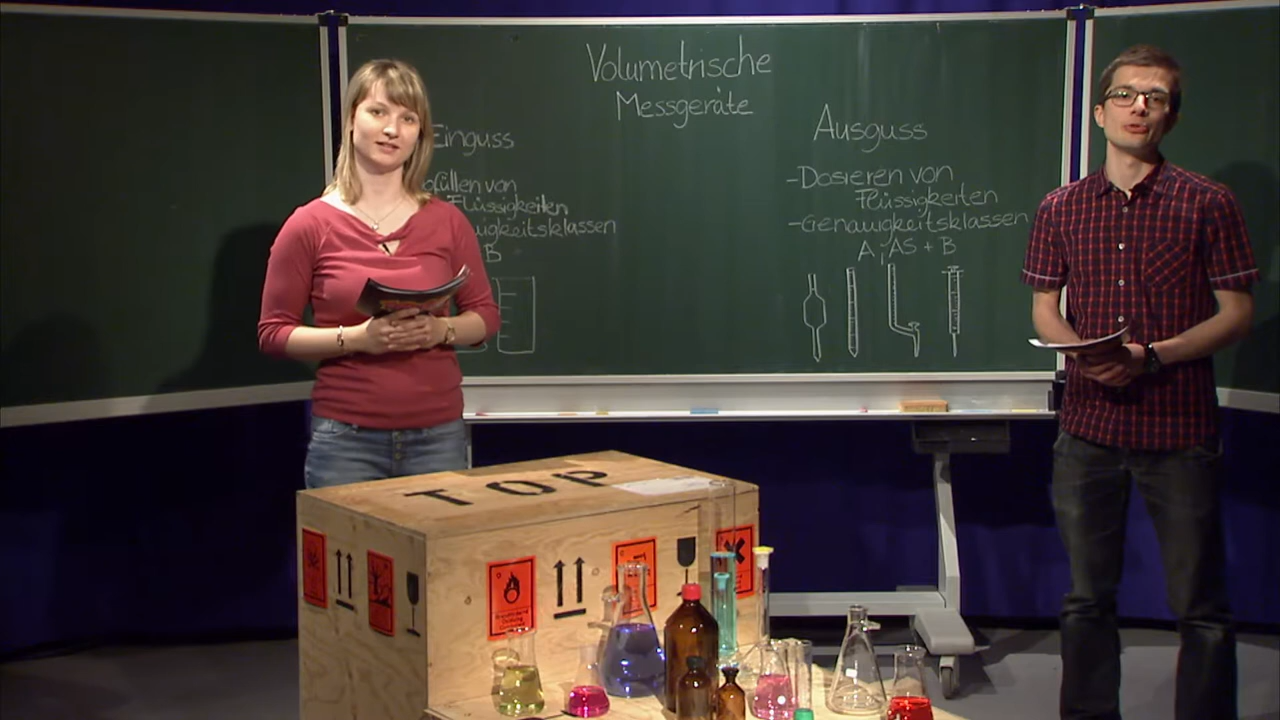 Volumetrische
Messgeräte
Einguss
Flüssigkeiten
B
Ausguss
-Dosieren von
Flüssigkeiten
-Genauigkeitsklassen
A, AS + B
TOP